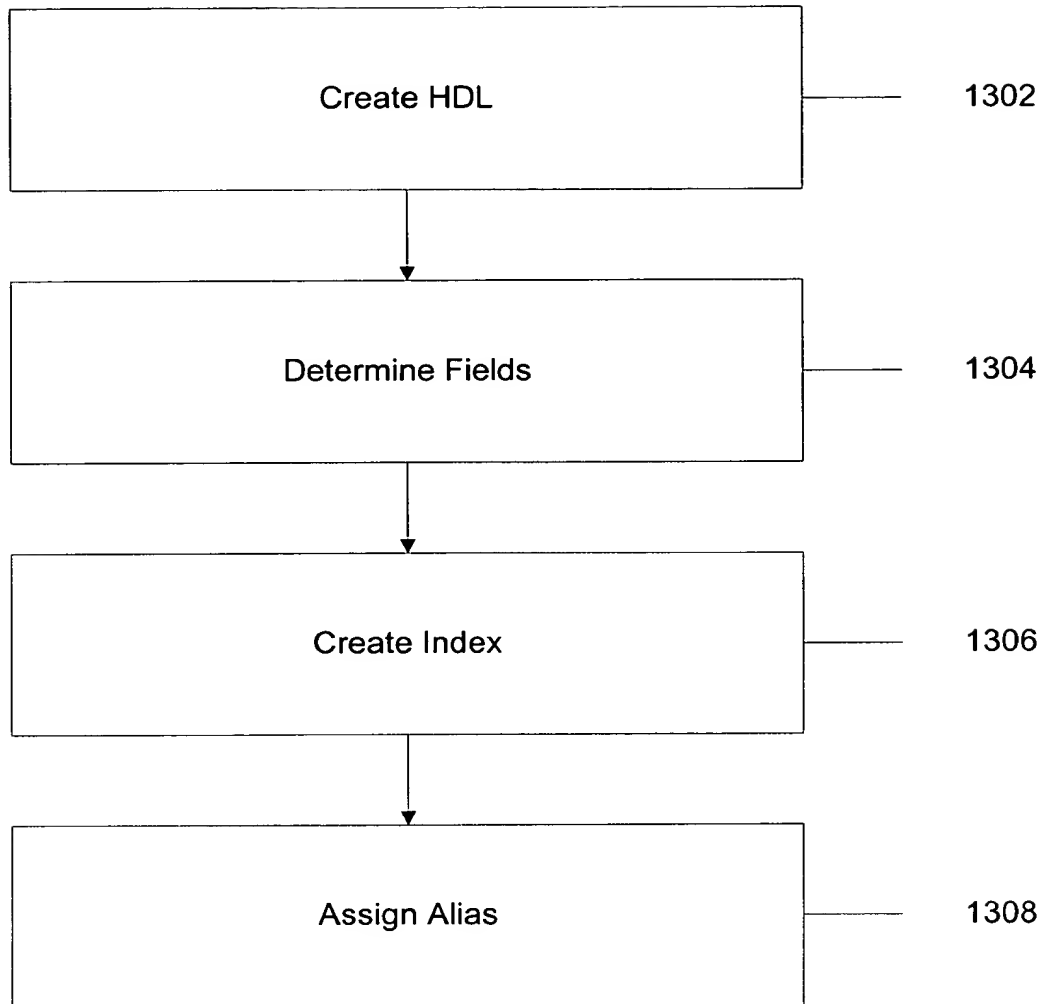 Create HDL
1302
Determine Fields
1304
Create Index
1306
Assign Alias
1308